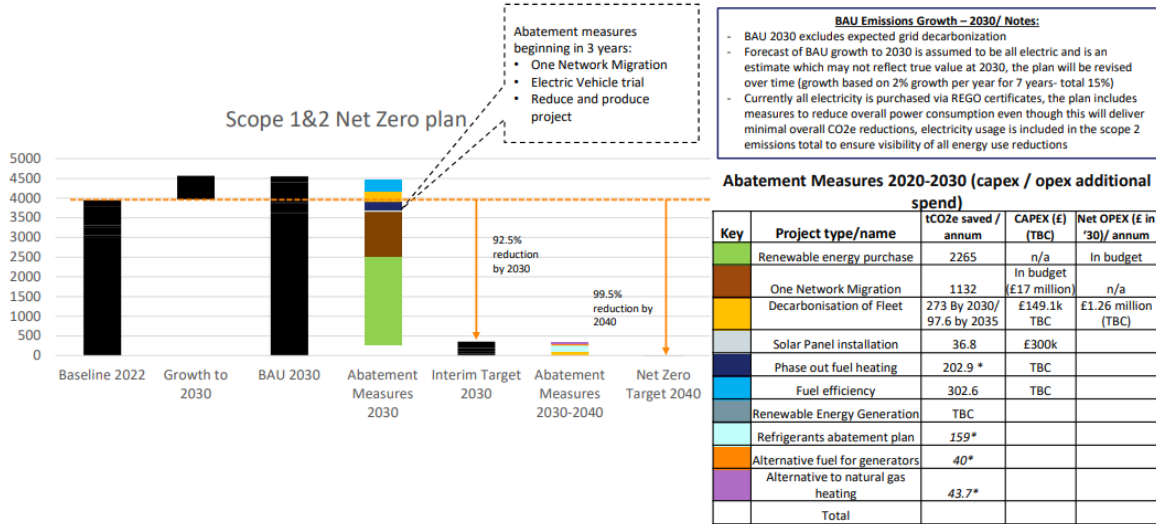 Abatement measures
beginning in 3 years:
• One Network Migration
• Electric Vehicle trial
• Reduce and produce
project
BAU Emissions Growth – 2030/ Notes:
- BAU 2030 excludes expected grid decarbonization
- Forecast of BAU growth to 2030 is assumed to be all electric and is an
estimate which may not reflect true value at 2030, the plan will be revised
over time (growth based on 2% growth per year for 7 years- total 15%)
- Currently all electricity is purchased via REGO certificates, the plan includes
measures to reduce overall power consumption even though this will deliver
minimal overall CO2e reductions, electricity usage is included in the scope 2
emissions total to ensure visibility of all energy use reductions
Scope 1&2 Net Zero plan
5000
4500
4000
3500
3000
2500
2000
1500
1000
500
0
92.5%
reduction
by 2030
99.5%
reduction by
2040
Baseline 2022
Growth to
2030
BAU 2030
Abatement
Measures
2030
Interim Target
2030
Abatement
Measures
2030-2040
Net Zero
Target 2040
Abatement Measures 2020-2030 (capex / opex additional
spend)
Key Project type/name tCO2e saved / annum CAPEX (£) (TBC) Net OPEX (£ in '30)/ annum
Renewable energy purchase 2265 n/a In budget
One Network Migration 1132 In budget (£17 million) n/a
Decarbonisation of Fleet 273 By 2030/ 97.6 by 2035 £149.1k TBC £1.26 million (TBC)
Solar Panel installation 36.8 £300k
Phase out fuel heating 202.9 * TBC
Fuel efficiency 302.6 TBC
Renewable Energy Generation TBC
Refrigerants abatement plan 159*
Alternative fuel for generators 40*
Alternative to natural gas heating 43.7*
Total